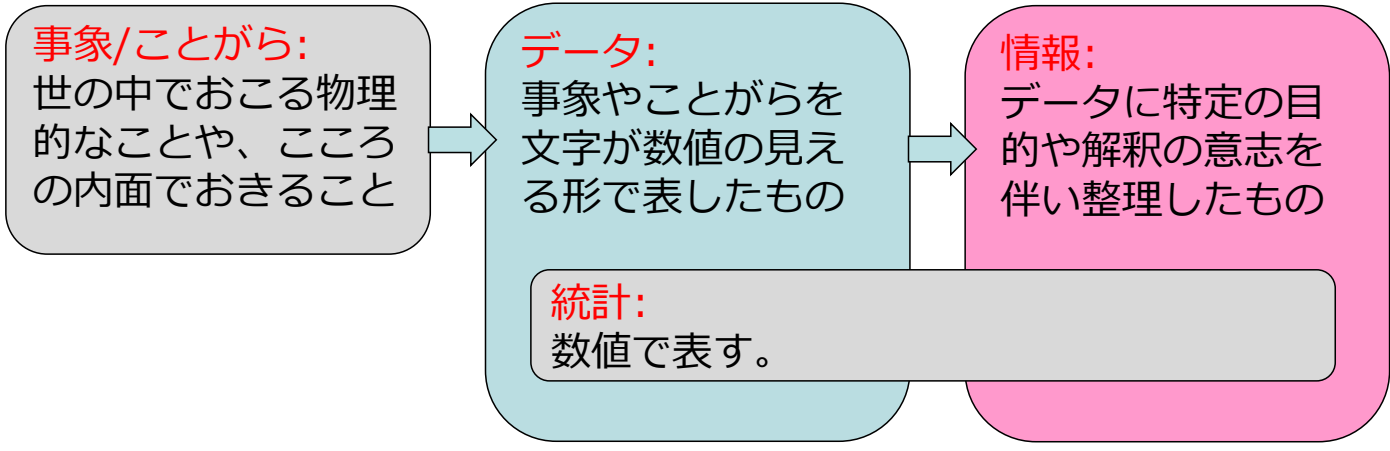 事象/ことがら:
世の中でおこる物理
的なことや、こころ
の内面でおきること
データ:
事象やことがらを
文字が数値の見え
る形で表したもの
情報:
データに特定の目
的や解釈の意志を
伴い整理したもの
統計:
数値で表す。